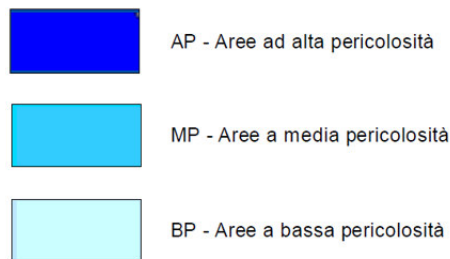 AP - Aree ad alta pericolosità
MP - Aree a media pericolosità
BP - Aree a bassa pericolosità